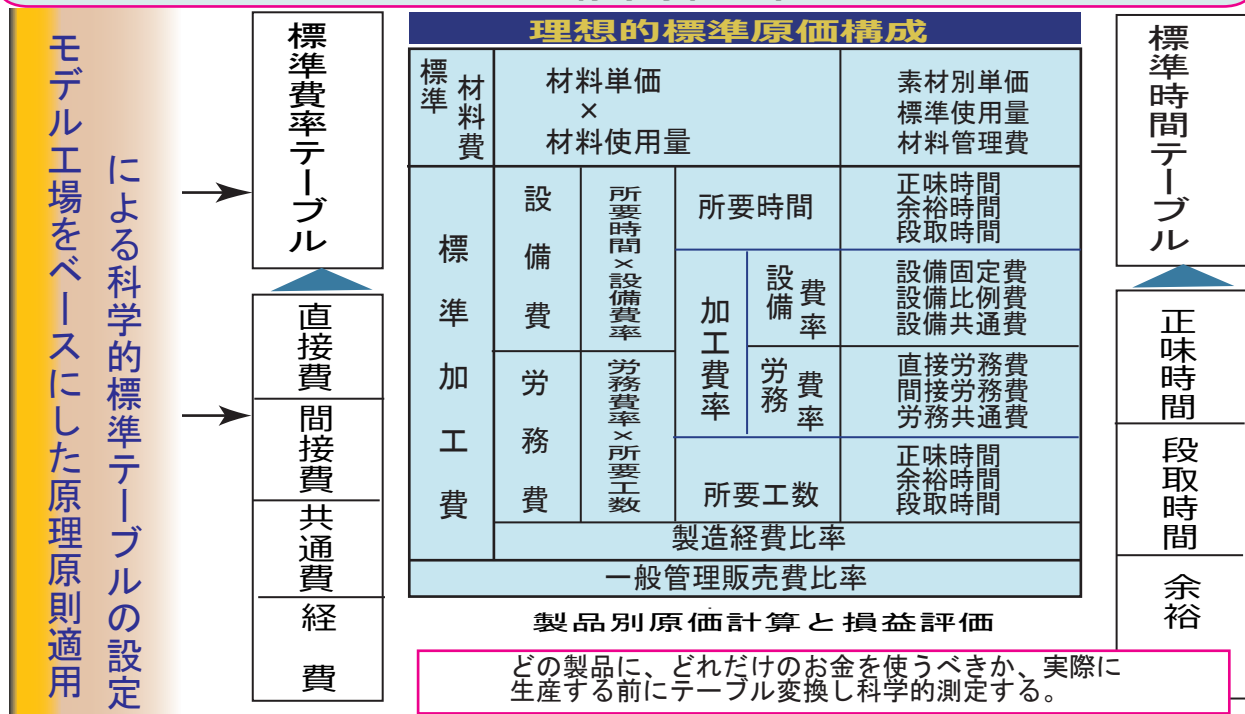 モデル工場をベースにした原理原則適用
による科学的標準テーブルの設定
標準費率テーブル
直接費
間接費
共通費
経費
理想的標準原価構成
標準材料費
材料単価
×
材料使用量
素材別単価
標準使用量
材料管理費
標準加工費
設備費
所要時間×設備費率
所要時間
正味時間
余裕時間
段取時間
加工費率
設備費率
設備固定費
設備比例費
設備共通費
労務費
労務費率×所要工数
労務費率
直接労務費
間接労務費
労務共通費
所要工数
正味時間
余裕時間
段取時間
製造経費比率
一般管理販売費比率
製品別原価計算と損益評価
どの製品に、どれだけのお金を使うべきか、実際に
生産する前にテーブル変換し科学的測定する。
標準時間テーブル
正味時間
段取時間
余裕